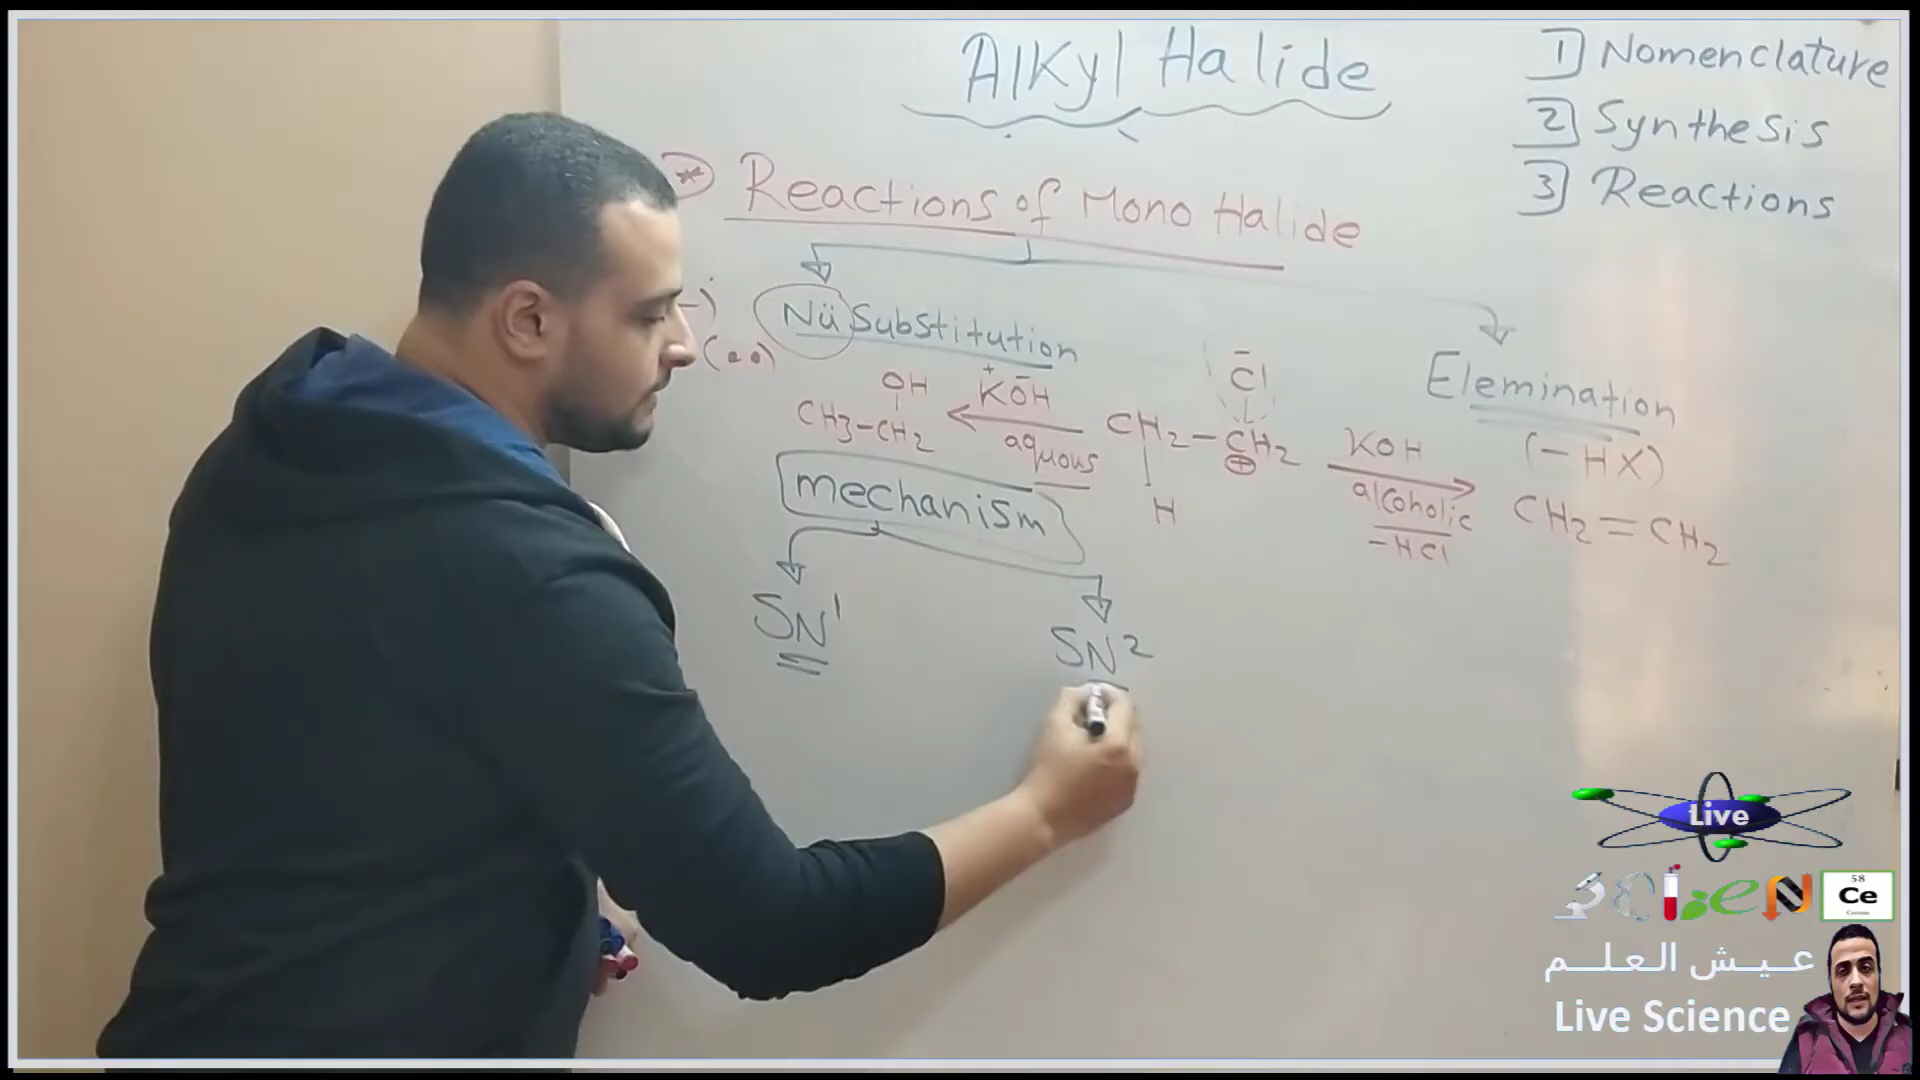 Alkyl Halide
1) Nomenclature
2) Synthesis
3) Reactions
* Reactions of Mono Halide
Nü Substitution
(-)
(••)
Elemination
(-HX)
OH
CH3-CH2
+ -
KOH
aquous
-
Cl
CH2-CH2
+
H
KOH
alcoholic
-HCl
CH2=CH2
mechanism
SN1
SN2
Live
58
Ce
عيش العلم
Live Science